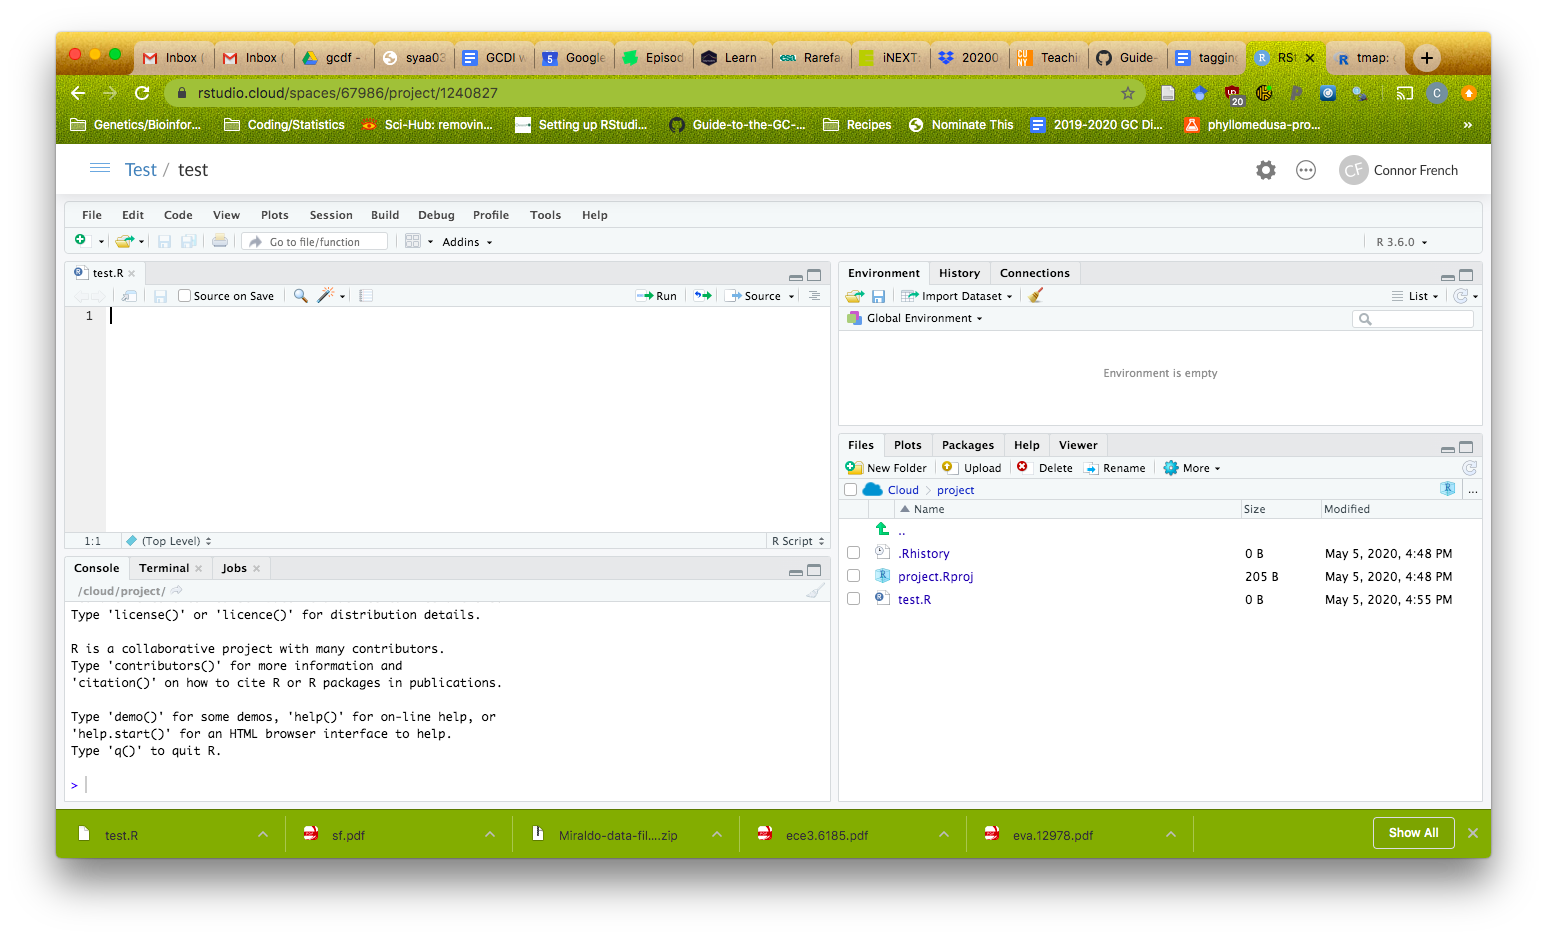 Inbox ( Inbox ( gcdf - syaa03 GCDI w Google Episod Learn - Rarefa iNEXT: 20200 Teachi Guide- tagging RSt tmap:
rstudio.cloud/spaces/67986/project/1240827
20
C
Genetics/Bioinfor... Coding/Statistics Sci-Hub: removin... Setting up RStudi... Guide-to-the-GC-... Recipes Nominate This 2019-2020 GC Di... phyllomedusa-pro... »
Test / test
CF Connor French
File Edit Code View Plots Session Build Debug Profile Tools Help
Go to file/function Addins R 3.6.0
test.R
Source on Save Run Source
1
1:1 (Top Level) R Script
Console Terminal Jobs
/cloud/project/
Type 'license()' or 'licence()' for distribution details.
R is a collaborative project with many contributors.
Type 'contributors()' for more information and
'citation()' on how to cite R or R packages in publications.
Type 'demo()' for some demos, 'help()' for on-line help, or
'help.start()' for an HTML browser interface to help.
Type 'q()' to quit R.
>
Environment History Connections
Import Dataset List
Global Environment
Environment is empty
Files Plots Packages Help Viewer
New Folder Upload Delete Rename More
Cloud project ...
Name Size Modified
..
.Rhistory 0 B May 5, 2020, 4:48 PM
project.Rproj 205 B May 5, 2020, 4:48 PM
test.R 0 B May 5, 2020, 4:55 PM
test.R sf.pdf Miraldo-data-fil....zip ece3.6185.pdf eva.12978.pdf Show All